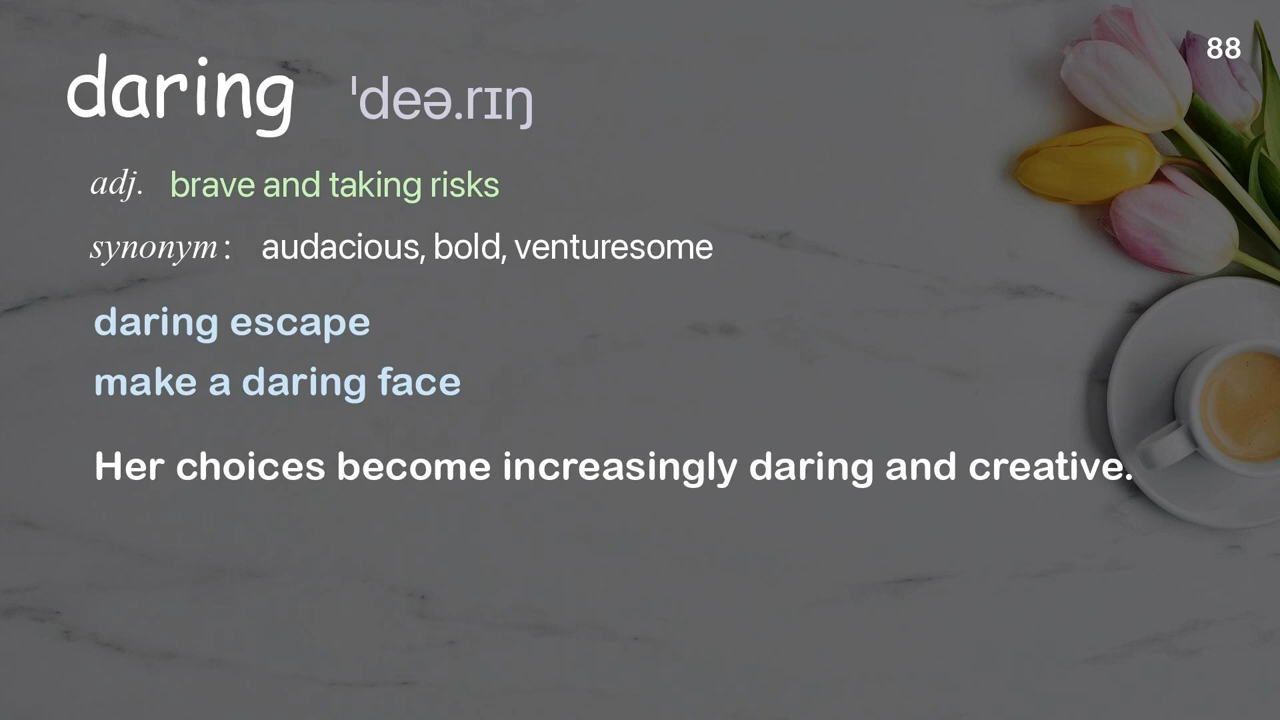 88
daring ˈdeə.rɪŋ
adj. brave and taking risks
synonym: audacious, bold, venturesome
daring escape
make a daring face
Her choices become increasingly daring and creative.